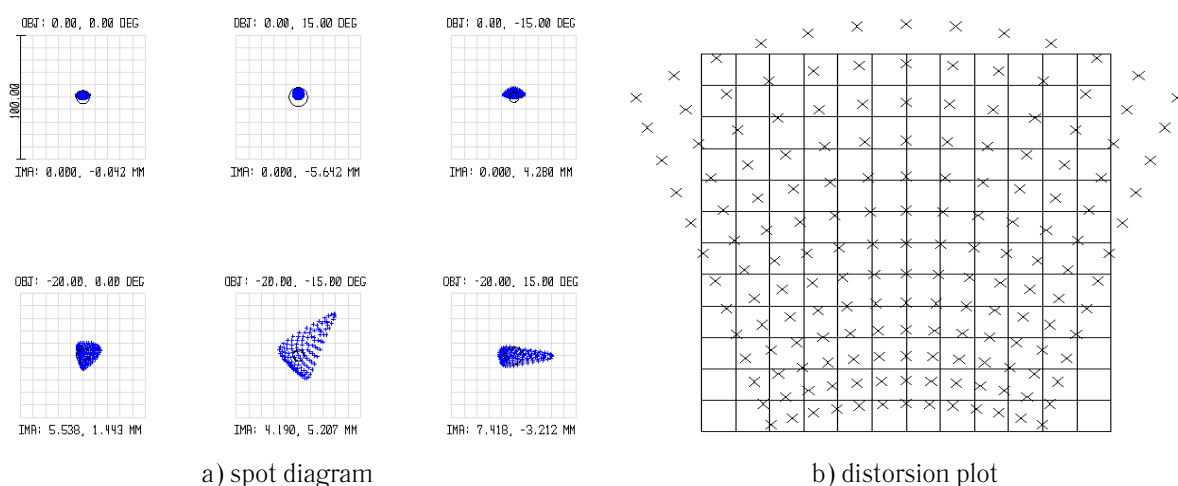 OBJ: 0.00, 0.00 DEG
OBJ: 0.00, 15.00 DEG
OBJ: 0.00, -15.00 DEG
100.00
IMA: 0.000, -0.042 MM
IMA: 0.000, -5.642 MM
IMA: 0.000, 4.280 MM
OBJ: -20.00, 0.00 DEG
OBJ: -20.00, -15.00 DEG
OBJ: -20.00, 15.00 DEG
IMA: 5.538, 1.443 MM
IMA: 4.190, 5.207 MM
IMA: 7.418, -3.212 MM
a) spot diagram
b) distorsion plot